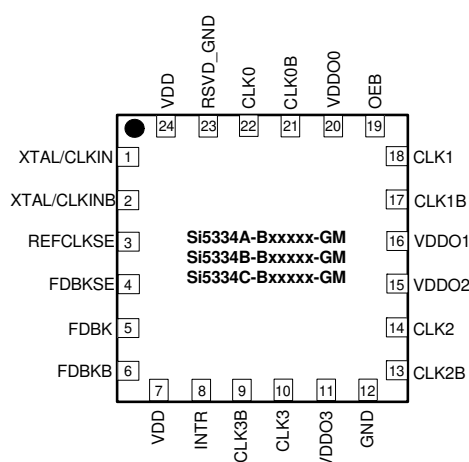 VDD
RSVD_GND
CLK0
CLK0B
VDDO0
OEB
24
23
22
21
20
19
XTAL/CLKIN 1
18 CLK1
XTAL/CLKINB 2
17 CLK1B
REFCLKSE 3
Si5334A-Bxxxxx-GM
16 VDDO1
Si5334B-Bxxxxx-GM
FDBKSE 4
Si5334C-Bxxxxx-GM
15 VDDO2
FDBK 5
14 CLK2
FDBKB 6
13 CLK2B
7
8
9
10
11
12
VDD
INTR
CLK3B
CLK3
VDDO3
GND